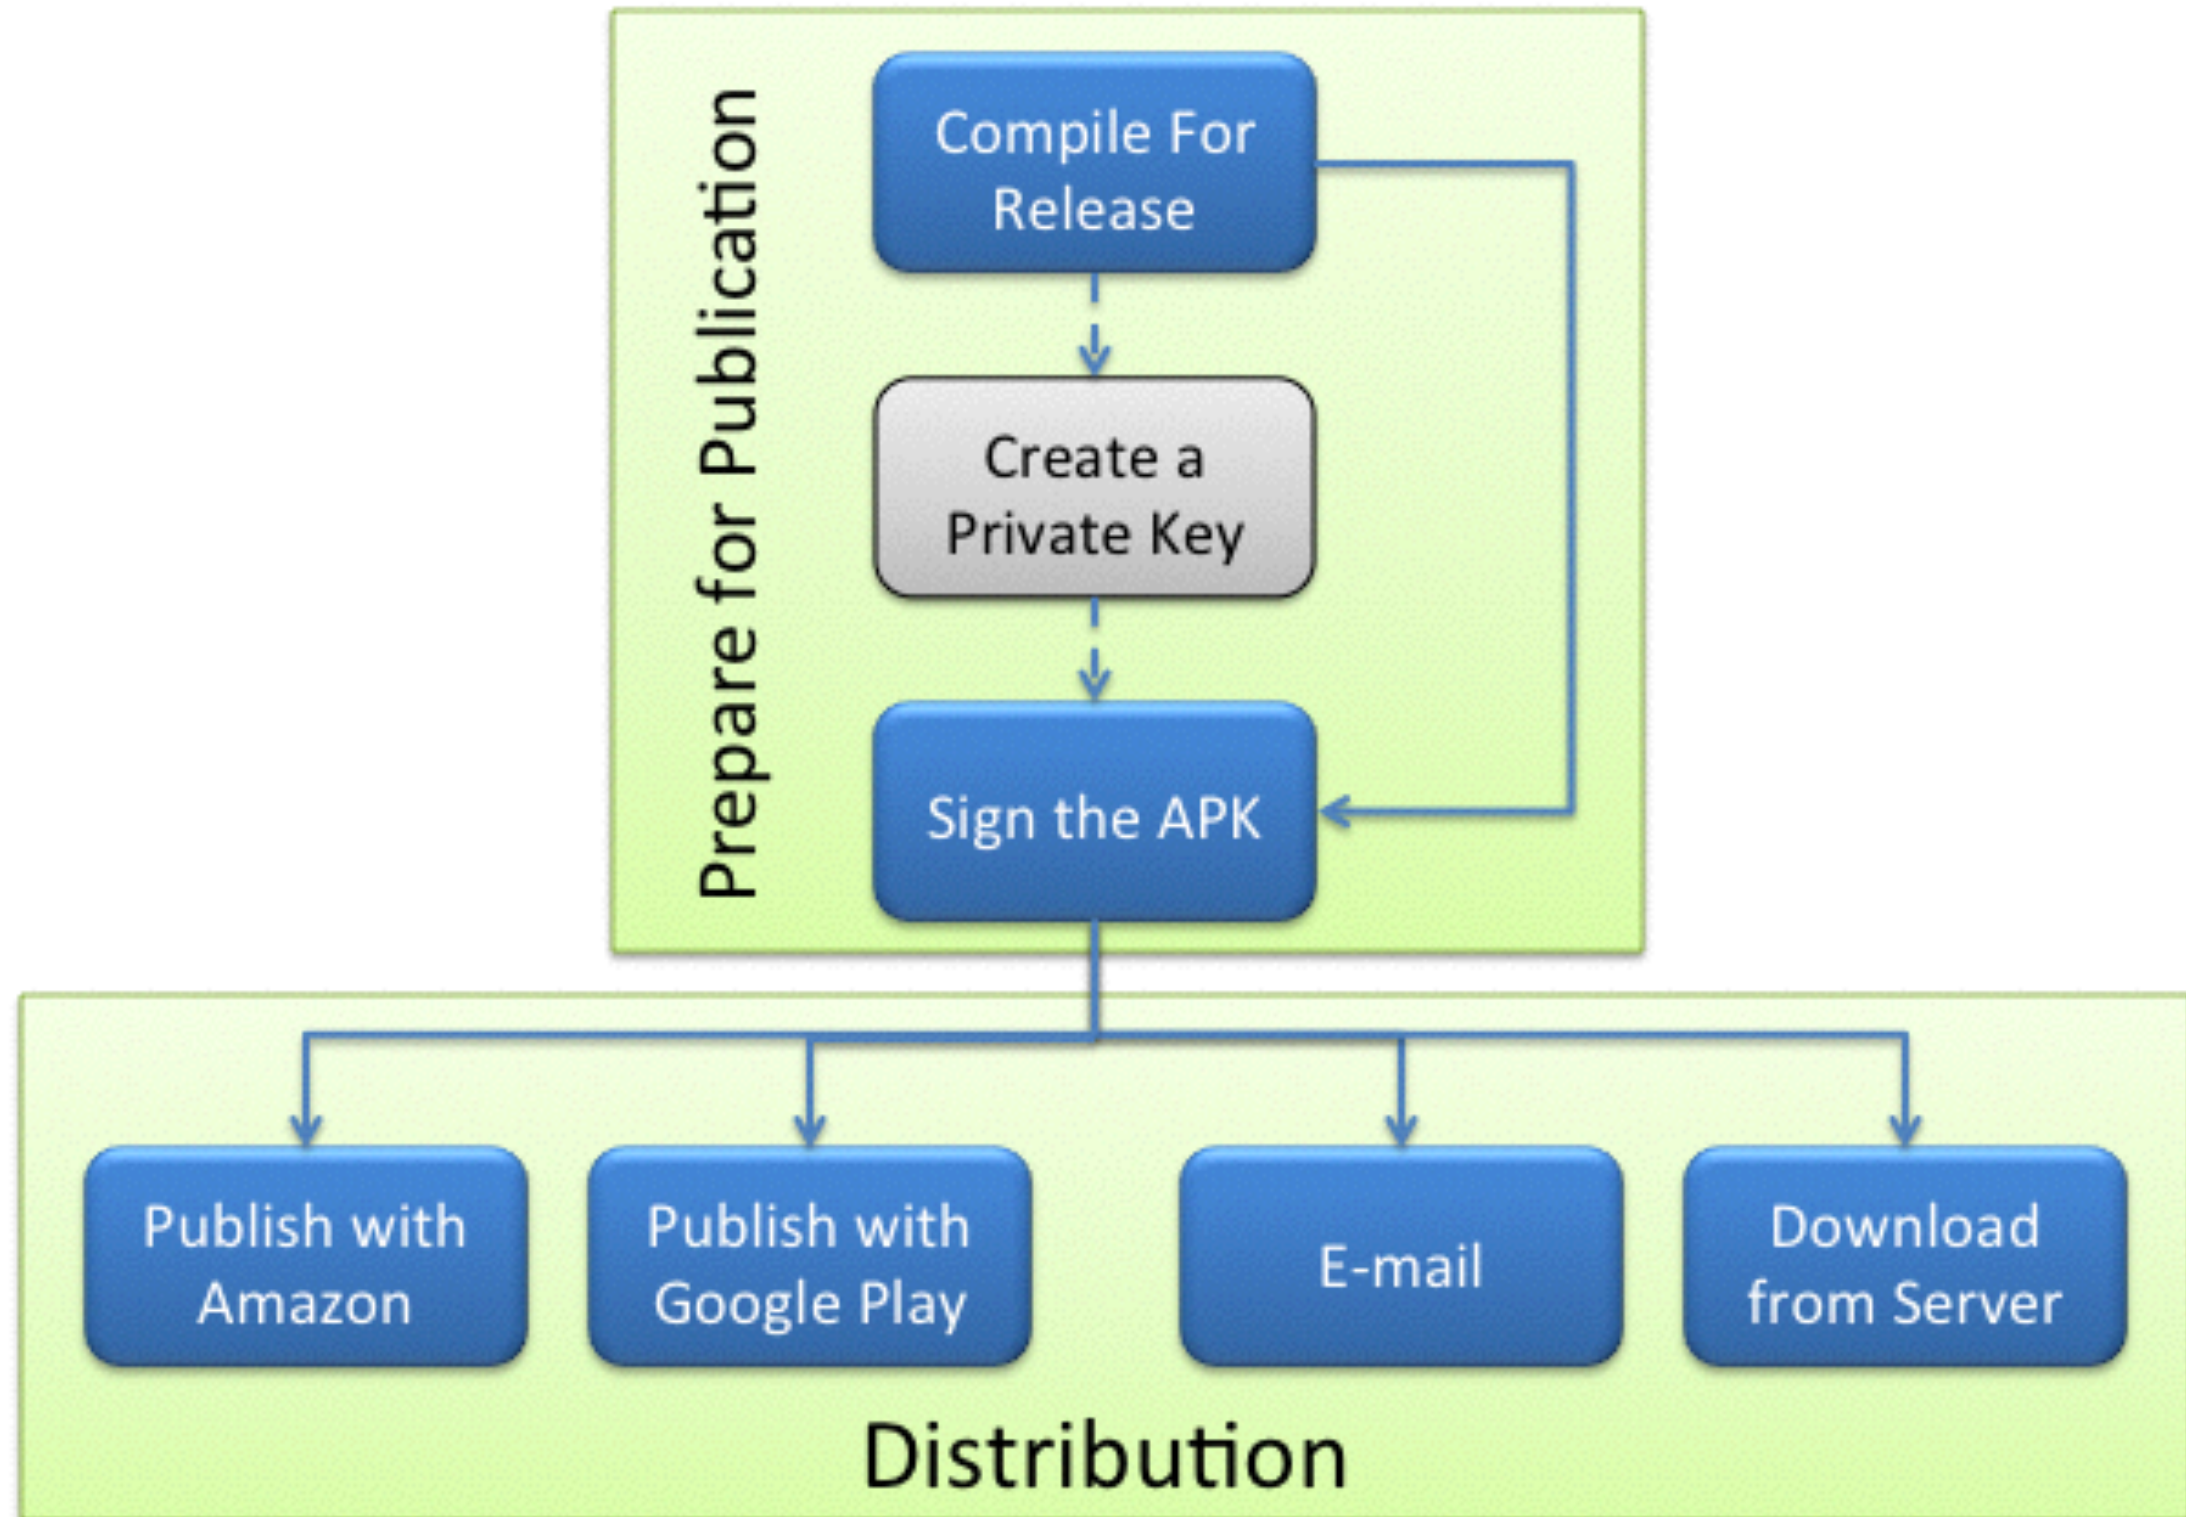 Prepare for Publication
Compile For
Release
Create a
Private Key
Sign the APK
Publish with
Amazon
Publish with
Google Play
E-mail
Download
from Server
Distribution